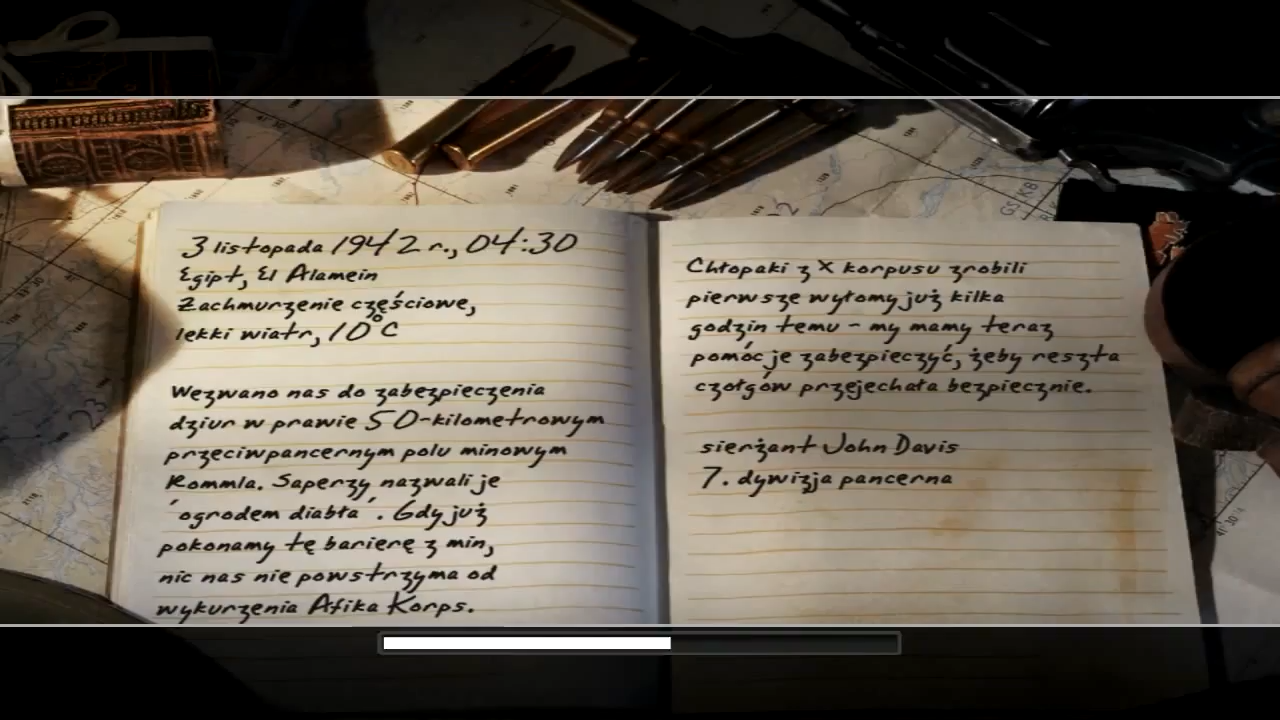 3 listopada 1942 r., 04:30
Egipt, El Alamein
Zachmurzenie częściowe,
lekki wiatr, 10°C
Wezwano nas do zabezpieczenia
dziur w prawie 50-kilometrowym
przeciwpancernym polu minowym
Rommla. Saperzy nazwali je
´ogrodem diabła´. Gdy już
pokonamy tę barierę z min,
nic nas nie powstrzyma od
wykurzenia Afika Korps.
Chłopaki z X korpusu zrobili
pierwsze wyłomy już kilka
godzin temu - my mamy teraz
pomóc je zabezpieczyć, żeby reszta
czołgów przejechała bezpiecznie.
sierżant John Davis
7. dywizja pancerna